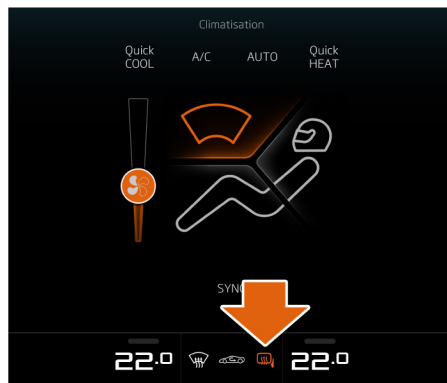 Climatisation
Quick COOL
A/C
AUTO
Quick HEAT
22.0
22.0